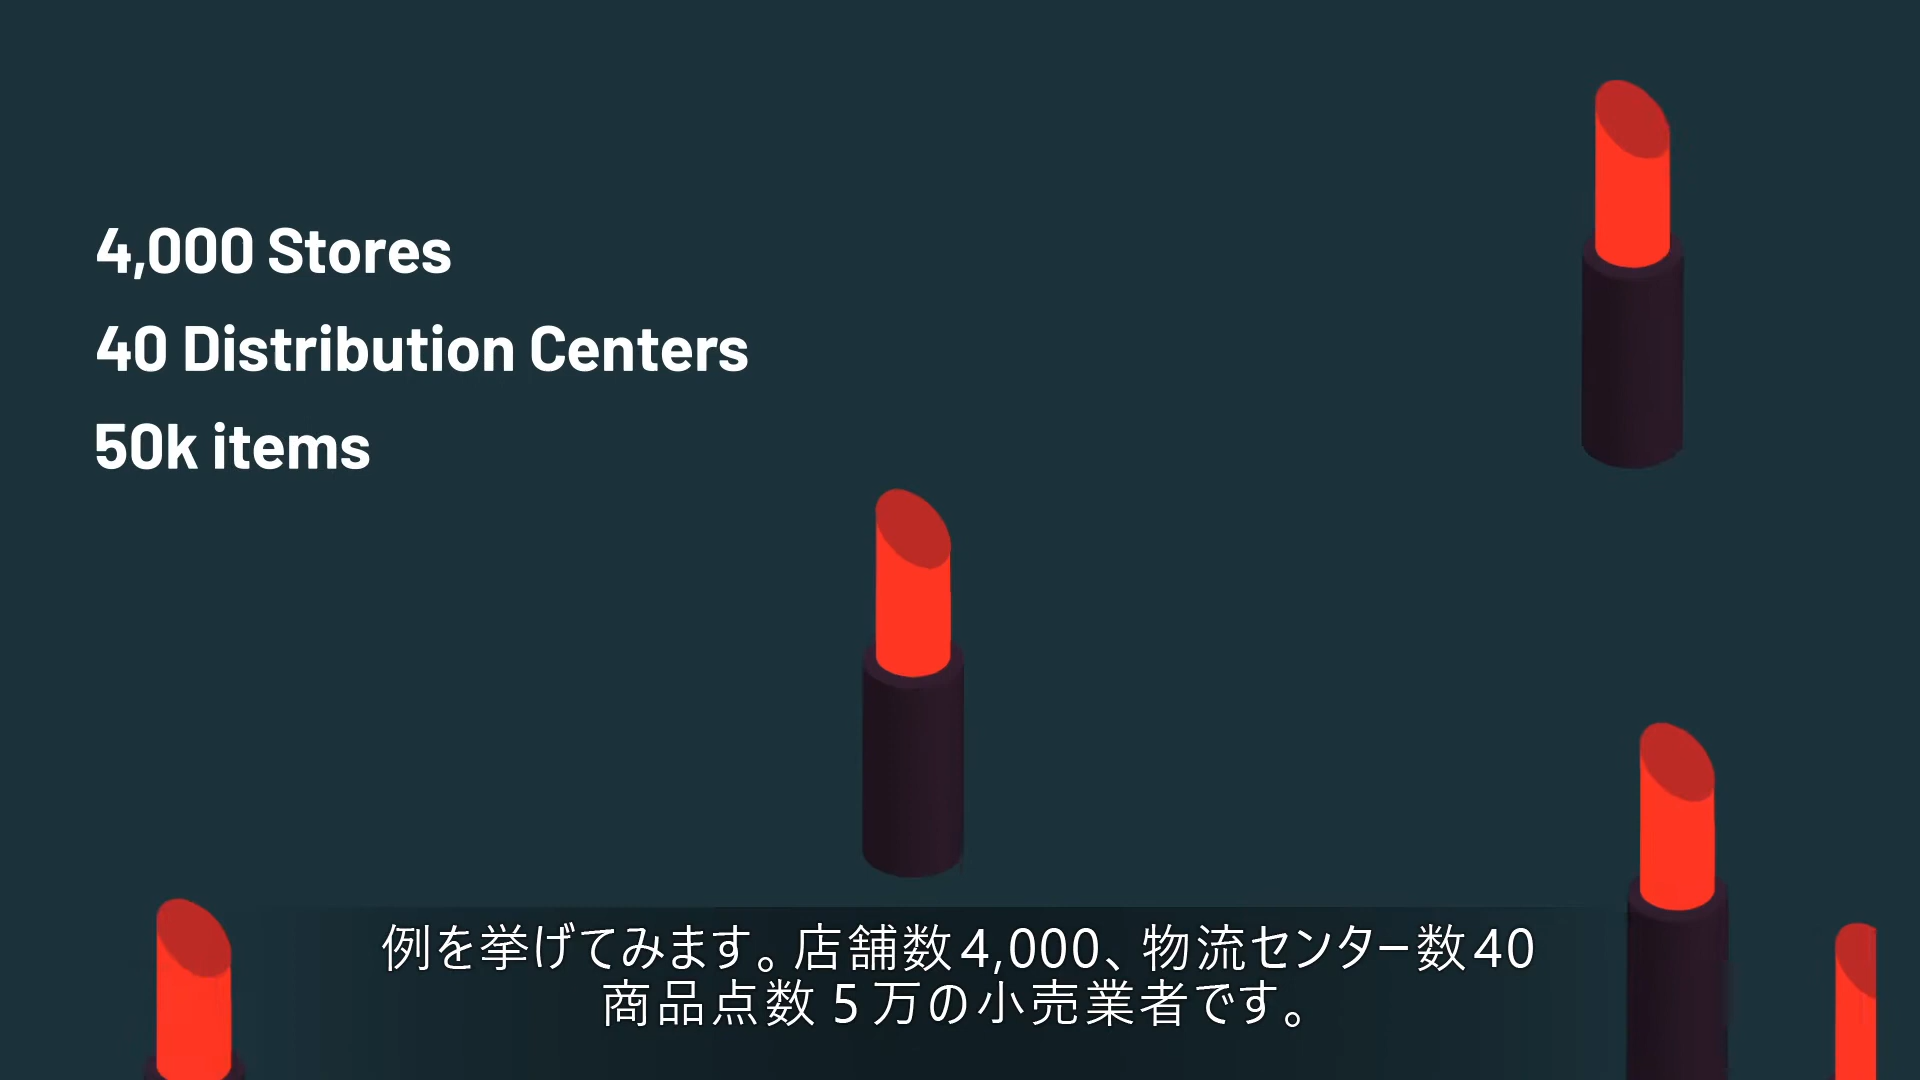 4,000 Stores
40 Distribution Centers
50k items
例を挙げてみます。店舗数4,000、物流センター数40
商品点数 5 万の小売業者です。